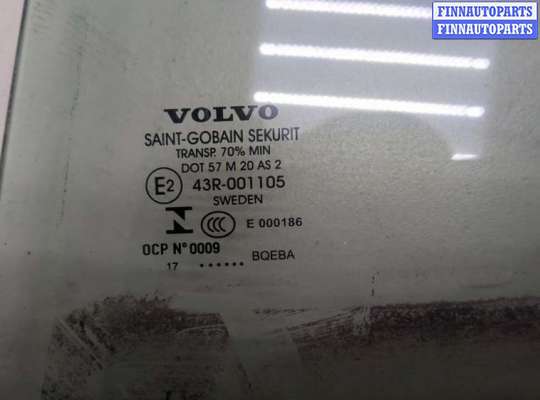 FINNAUTOPARTS
FINNAUTOPARTS
VOLVO
SAINT-GOBAIN SEKURIT
TRANSP. 70% MIN
DOT 57 M 20 AS 2
E2 43R-001105
SWEDEN
N CCC E 000186
OCP N° 0009
17 •••••• BQEBA